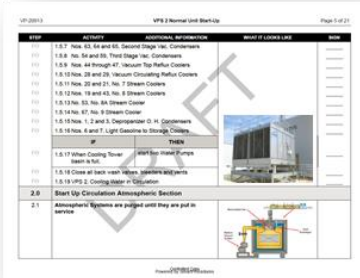 VP-20013 VPS 2 Normal Unit Start-Up Page 5 of 21
STEP ACTIVITY ADDITIONAL INFORMATION WHAT IT LOOKS LIKE SIGN
1.5.7 Nos. 63, 64 and 65, Second Stage Vac. Condensers
1.5.8 Nos. 54 and 59, Third Stage Vac. Condensers
1.5.9 Nos. 44 through 47, Vacuum Top Reflux Coolers
1.5.10 Nos. 28 and 29, Vacuum Circulating Reflux Coolers
1.5.11 Nos. 20 and 21, No. 7 Stream Coolers
1.5.12 Nos. 19 and 43, No. 8 Stream Coolers
1.5.13 No. 53, No. 8A Stream Cooler
1.5.14 No. 67, No. 9 Stream Cooler
1.5.15 Nos. 1, 2 and 3, Depropanizer O. H. Condensers
1.5.16 Nos. 6 and 7, Light Gasoline to Storage Coolers
IF THEN
1.5.17 When Cooling Tower start two Water Pumps
basin is full,
1.5.18 Close all back wash valves, bleeders and vents
1.5.19 VPS 2, Cooling Water in Circulation
2.0 Start Up Circulation Atmospheric Section
2.1 Atmospheric Systems are purged until they are put in
service
DRAFT
Controlled Copy